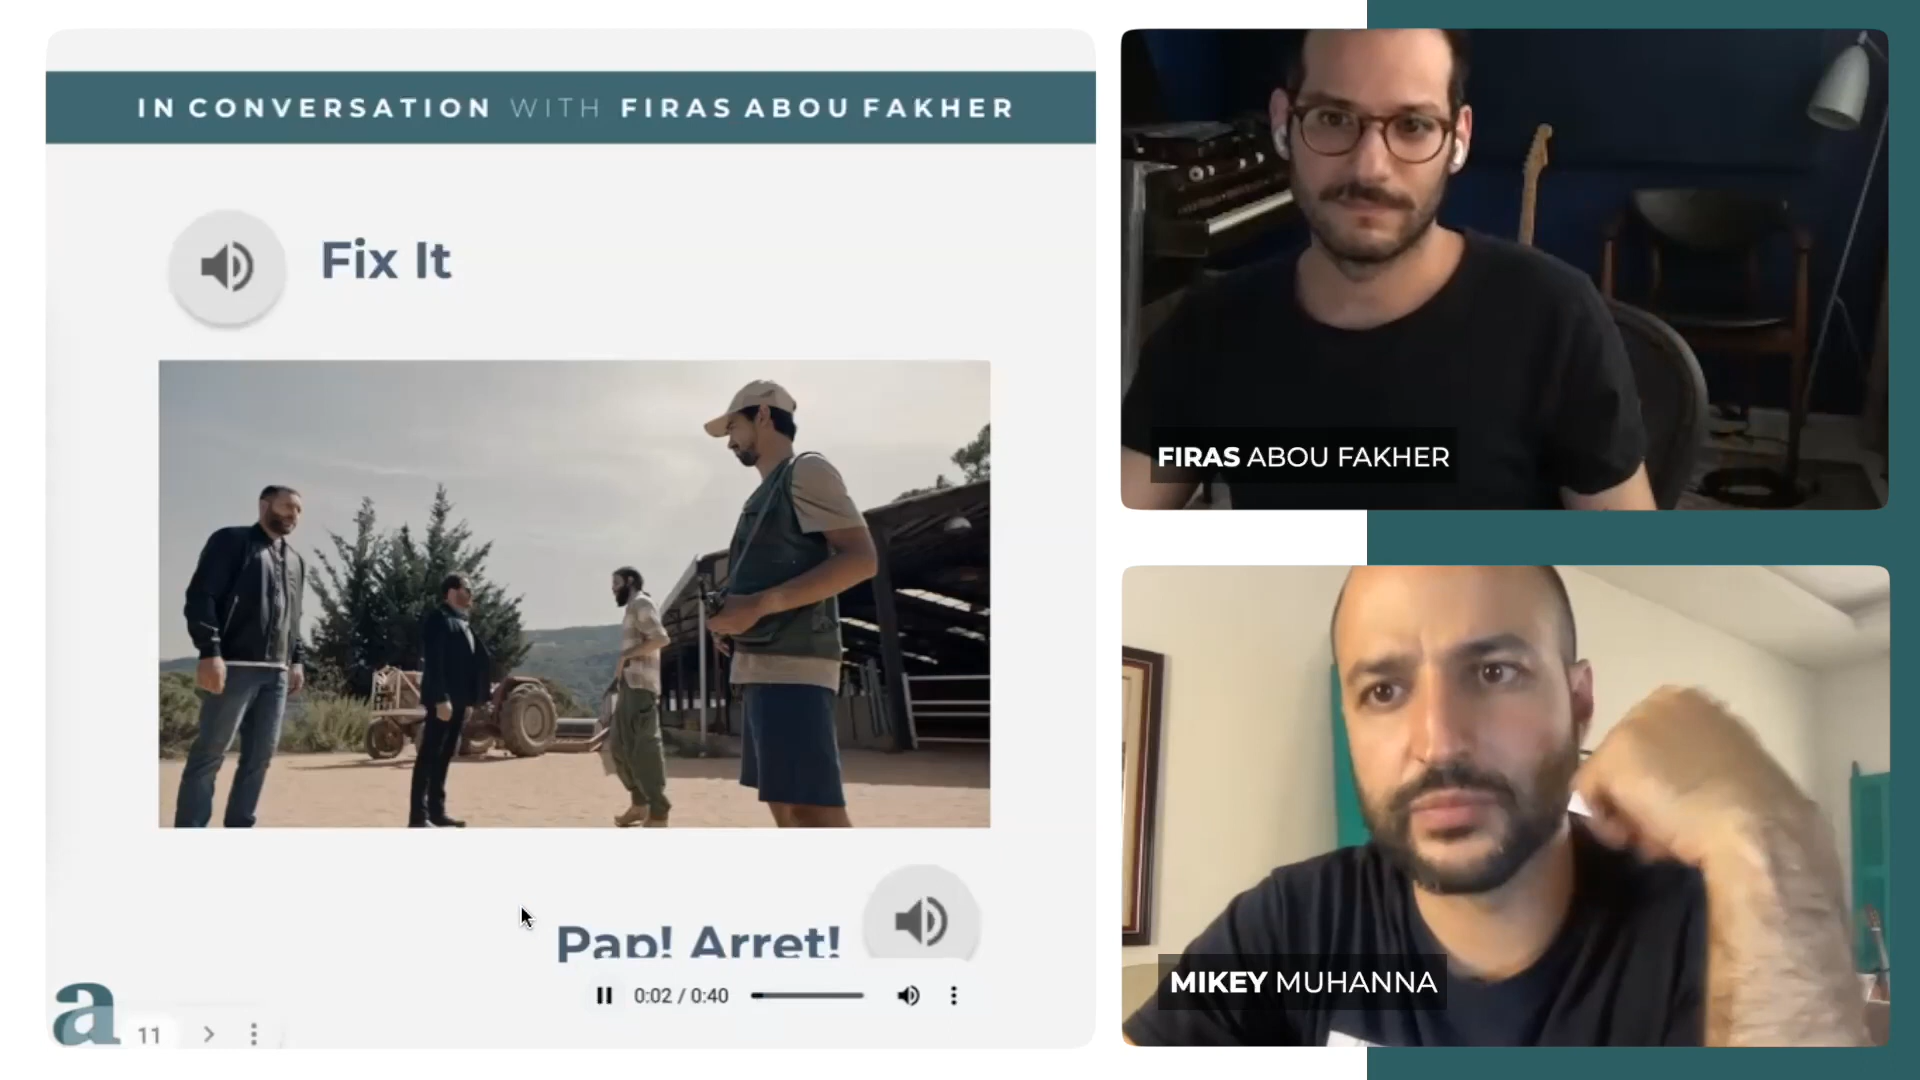 IN CONVERSATION WITH FIRAS ABOU FAKHER
Fix It
Pap! Arret!
0:02 / 0:40
a
11
FIRAS ABOU FAKHER
MIKEY MUHANNA